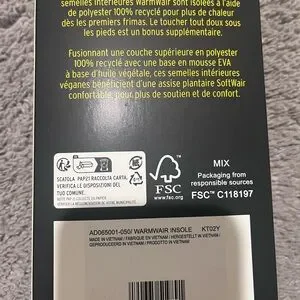 semelles intérieures WarmWair sont isolées à l'aide
de polyester 100% recyclé pour plus de chaleur
dès les premiers frimas. Le toucher tout doux sous
les pieds est un bonus supplémentaire.
Fusionnant une couche supérieure en polyester
100% recyclé avec une base en mousse EVA
à base d'huile végétale, ces semelles intérieures
véganes bénéficient d'une assise plantaire SoftWair
confortable pour plus de soutien et de confort.
SCATOLA PAP21 RACCOLTA CARTA.
VERIFICA LE DISPOSIZIONI DEL
TUO COMUNE.
FSC
www.fsc.org
MIX
Packaging from
responsible sources
FSC™ C118197
AD065001-050/ WARMWAIR INSOLE KT02Y
MADE IN VIETNAM / FABRIQUE EN VIETNAM / HERGESTELLT IN VIETNAM /
GEPRODUCEERD IN VIETNAM / PRODOTTO IN VIETNAM